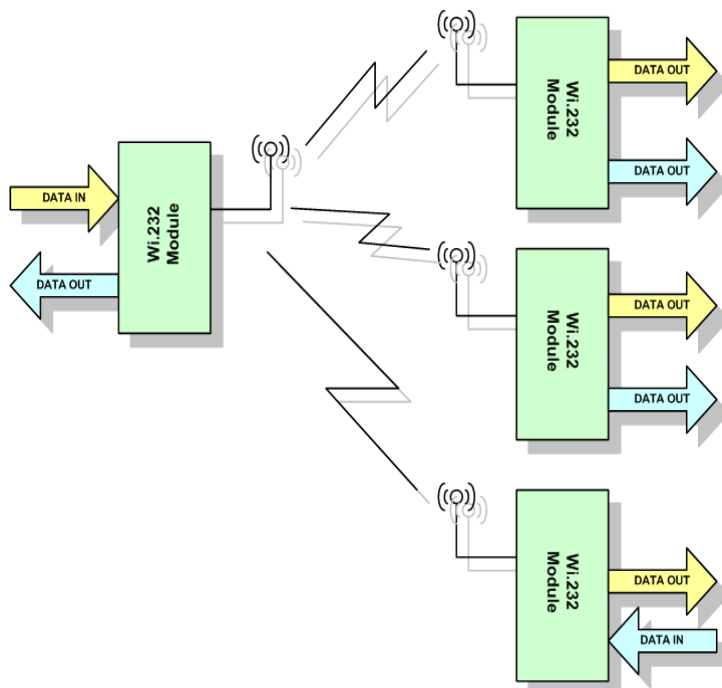 DATA IN
DATA OUT
Wi.232
Module
Wi.232
Module
DATA OUT
DATA OUT
Wi.232
Module
DATA OUT
DATA OUT
Wi.232
Module
DATA OUT
DATA IN